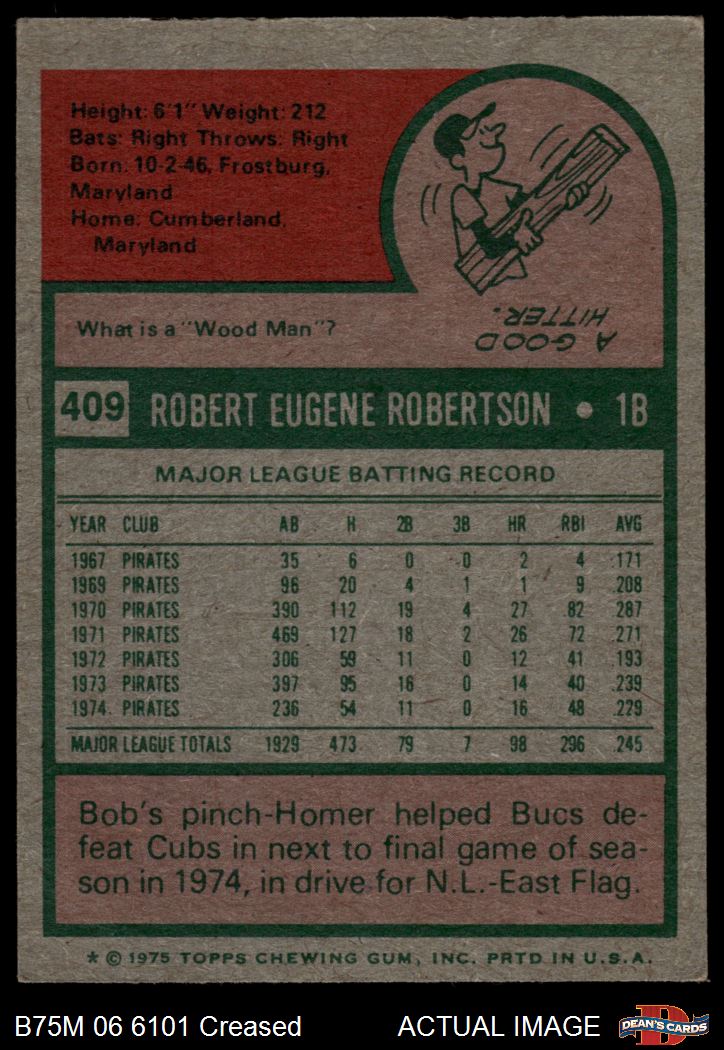 Height: 6'1" Weight: 212
Bats: Right Throws: Right
Born: 10-2-46, Frostburg,
Maryland
Home: Cumberland,
Maryland
What is a "Wood Man"?
A GOOD
HITTER.
409 ROBERT EUGENE ROBERTSON • 1B
MAJOR LEAGUE BATTING RECORD
YEAR CLUB AB H 2B 3B HR RBI AVG
1967 PIRATES 35 6 0 0 2 4 .171
1969 PIRATES 96 20 4 1 1 9 .208
1970 PIRATES 390 112 19 4 27 82 .287
1971 PIRATES 469 127 18 2 26 72 .271
1972 PIRATES 306 59 11 0 12 41 .193
1973 PIRATES 397 95 16 0 14 40 .239
1974 PIRATES 236 54 11 0 16 48 .229
MAJOR LEAGUE TOTALS 1929 473 79 7 98 296 .245
Bob's pinch-Homer helped Bucs de-
feat Cubs in next to final game of sea-
son in 1974, in drive for N.L.-East Flag.
* © 1975 TOPPS CHEWING GUM, INC. PRTD IN U.S.A.
B75M 06 6101 Creased ACTUAL IMAGE
D
DEAN'S CARDS